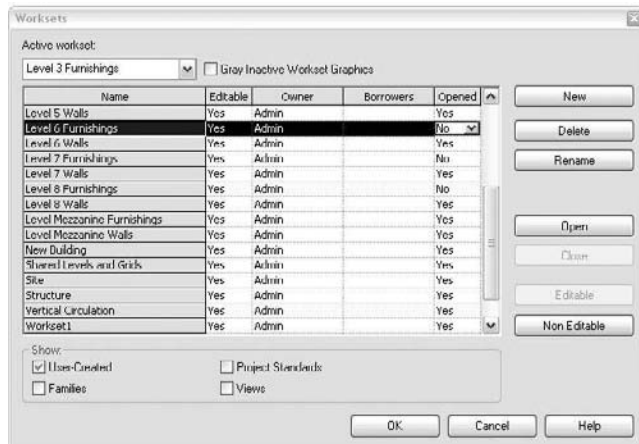 Worksets
Active workset:
Level 3 Furnishings
Gray Inactive Workset Graphics
Name Editable Owner Borrowers Opened
Level 5 Walls Yes Admin Yes
Level 6 Furnishings Yes Admin No
Level 6 Walls Yes Admin Yes
Level 7 Furnishings Yes Admin No
Level 7 Walls Yes Admin Yes
Level 8 Furnishings Yes Admin No
Level 8 Walls Yes Admin Yes
Level Mezzanine Furnishings Yes Admin Yes
Level Mezzanine Walls Yes Admin Yes
New Building Yes Admin Yes
Shared Levels and Grids Yes Admin Yes
Site Yes Admin Yes
Structure Yes Admin Yes
Vertical Circulation Yes Admin Yes
Workset1 Yes Admin Yes
New
Delete
Rename
Open
Close
Editable
Non Editable
Show:
User-Created
Project Standards
Families
Views
OK
Cancel
Help